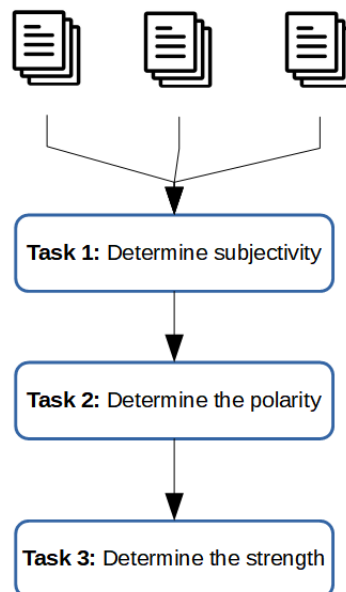 Task 1: Determine subjectivity
Task 2: Determine the polarity
Task 3: Determine the strength